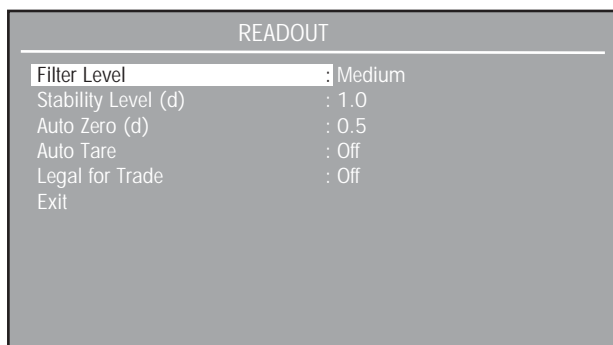 READOUT
Filter Level : Medium
Stability Level (d) : 1.0
Auto Zero (d) : 0.5
Auto Tare : Off
Legal for Trade : Off
Exit